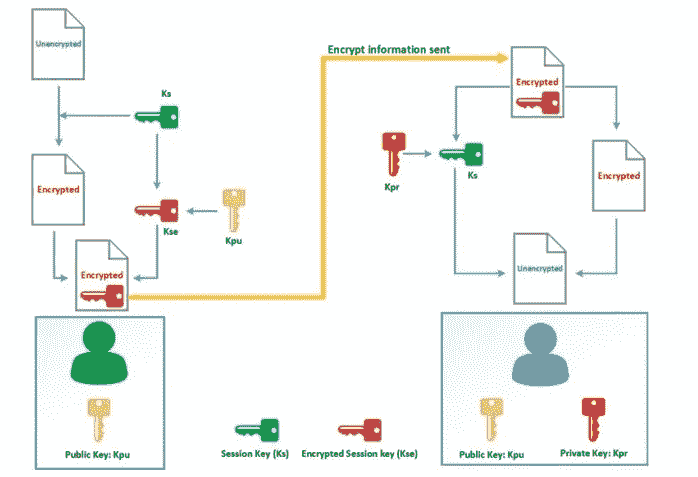 Unencrypted
Encrypt information sent
Encrypted
Ks
Encrypted
Kpr
Ks
Encrypted
Kse
Kpu
Encrypted
Unencrypted
Public Key: Kpu
Session Key (Ks)
Encrypted Session key (Kse)
Public Key: Kpu
Private Key: Kpr